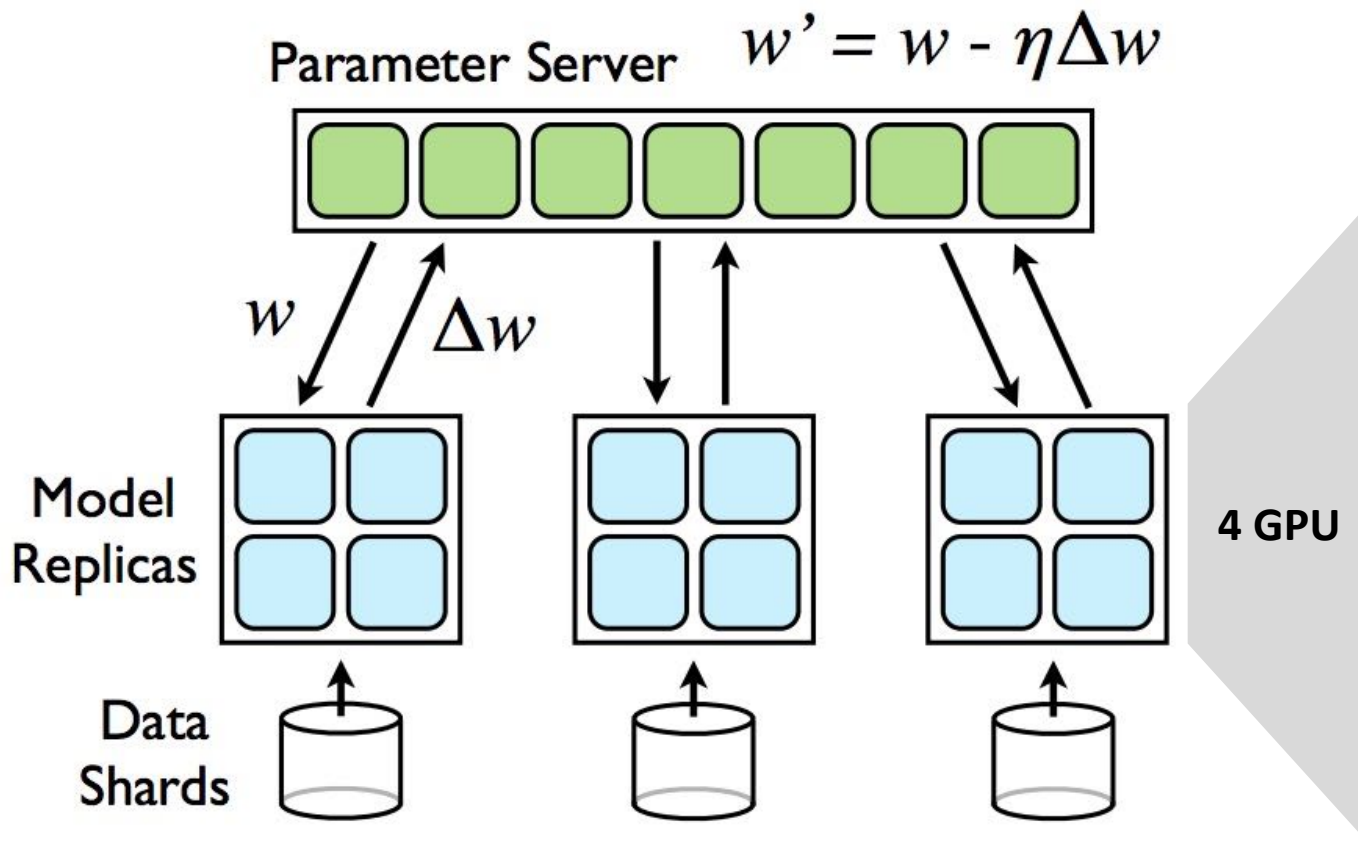 Parameter Server
w’ = w - ηΔw
w
Δw
Model
Replicas
4 GPU
Data
Shards